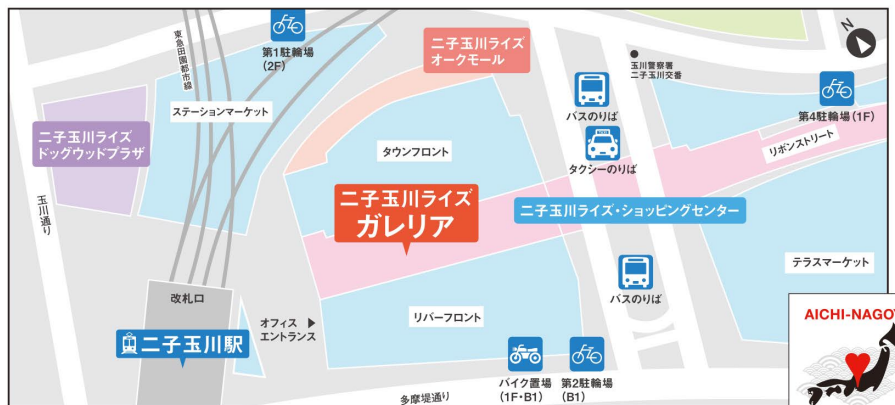 東急田園都市線
第1駐輪場
(2F)
二子玉川ライズ
オークモール
N
玉川警察署
二子玉川交番
ステーションマーケット
バスのりば
第4駐輪場(1F)
二子玉川ライズ
ドッグウッドプラザ
タウンフロント
TAXI
タクシーのりば
リボンストリート
玉川通り
二子玉川ライズ
ガレリア
二子玉川ライズ・ショッピングセンター
テラスマーケット
改札口
バスのりば
オフィス ▶
エントランス
リバーフロント
AICHI-NAGOY
二子玉川駅
バイク置場
(1F・B1)
第2駐輪場
(B1)
多摩堤通り